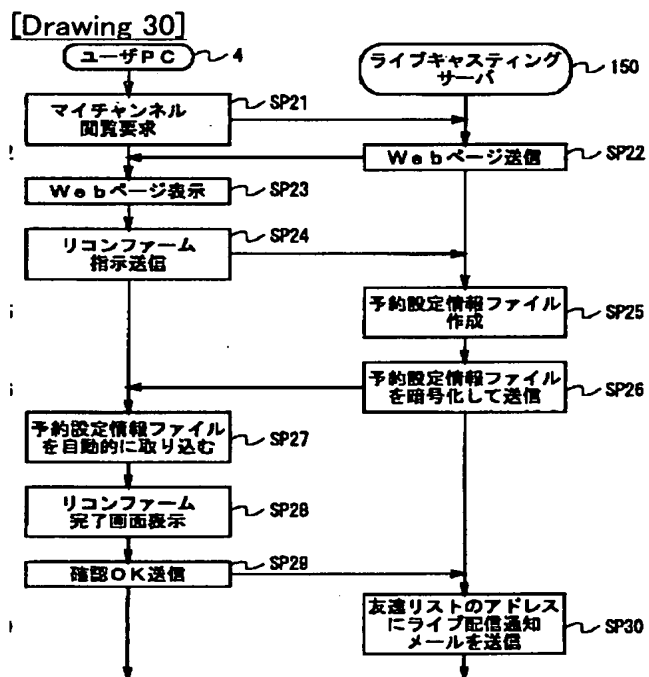 [Drawing 30]
ユーザPC
4
ライブキャスティング
サーバ
150
マイチャンネル
閲覧要求
SP21
Webページ送信
SP22
Webページ表示
SP23
リコンファーム
指示送信
SP24
予約設定情報ファイル
作成
SP25
予約設定情報ファイル
を暗号化して送信
SP26
予約設定情報ファイル
を自動的に取り込む
SP27
リコンファーム
完了画面表示
SP28
確認OK送信
SP29
友達リストのアドレス
にライブ配信通知
メールを送信
SP30